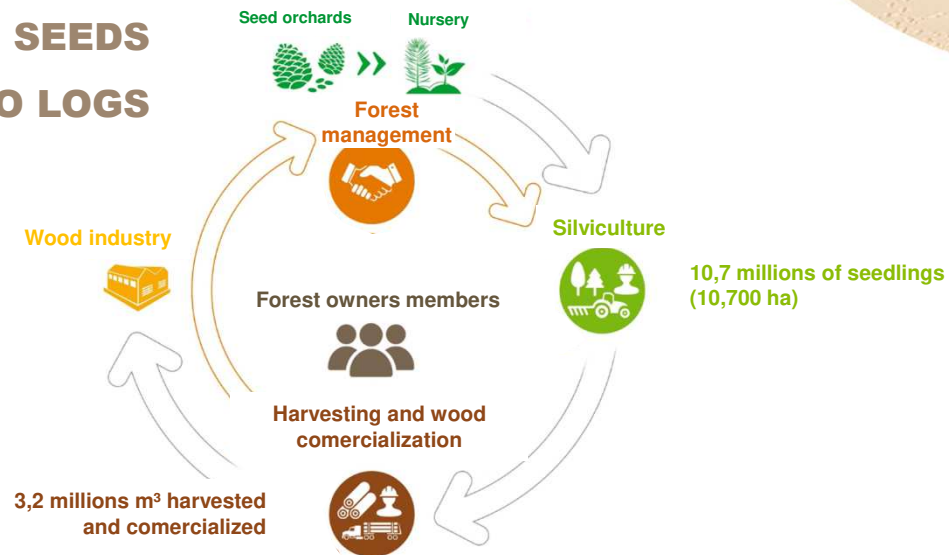 SEEDS
O LOGS
Seed orchards
Nursery
Forest
management
Wood industry
Silviculture
10,7 millions of seedlings
(10,700 ha)
Forest owners members
Harvesting and wood
comercialization
3,2 millions m³ harvested
and comercialized